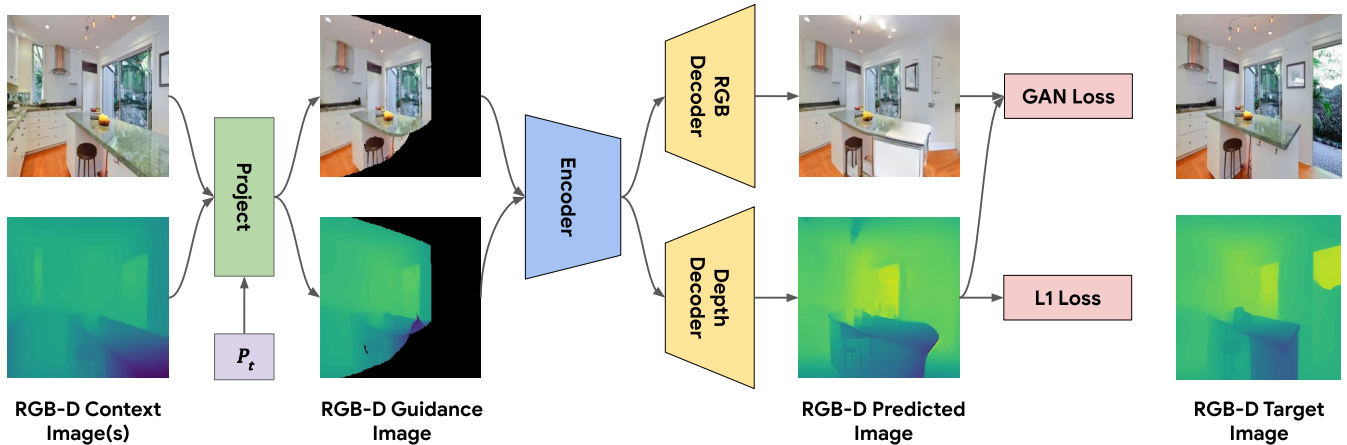 Project
P_t
Encoder
RGB
Decoder
Depth
Decoder
GAN Loss
L1 Loss
RGB-D Context
Image(s)
RGB-D Guidance
Image
RGB-D Predicted
Image
RGB-D Target
Image